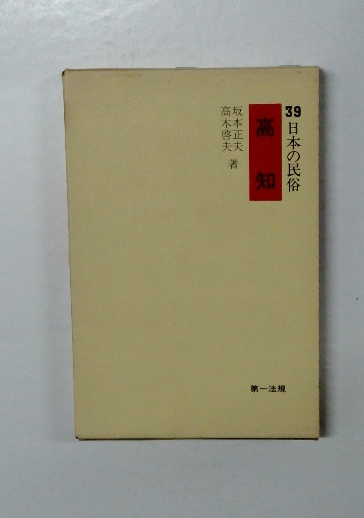 39 日本の民俗
高知
坂本正夫
高木啓夫
著
第一法規